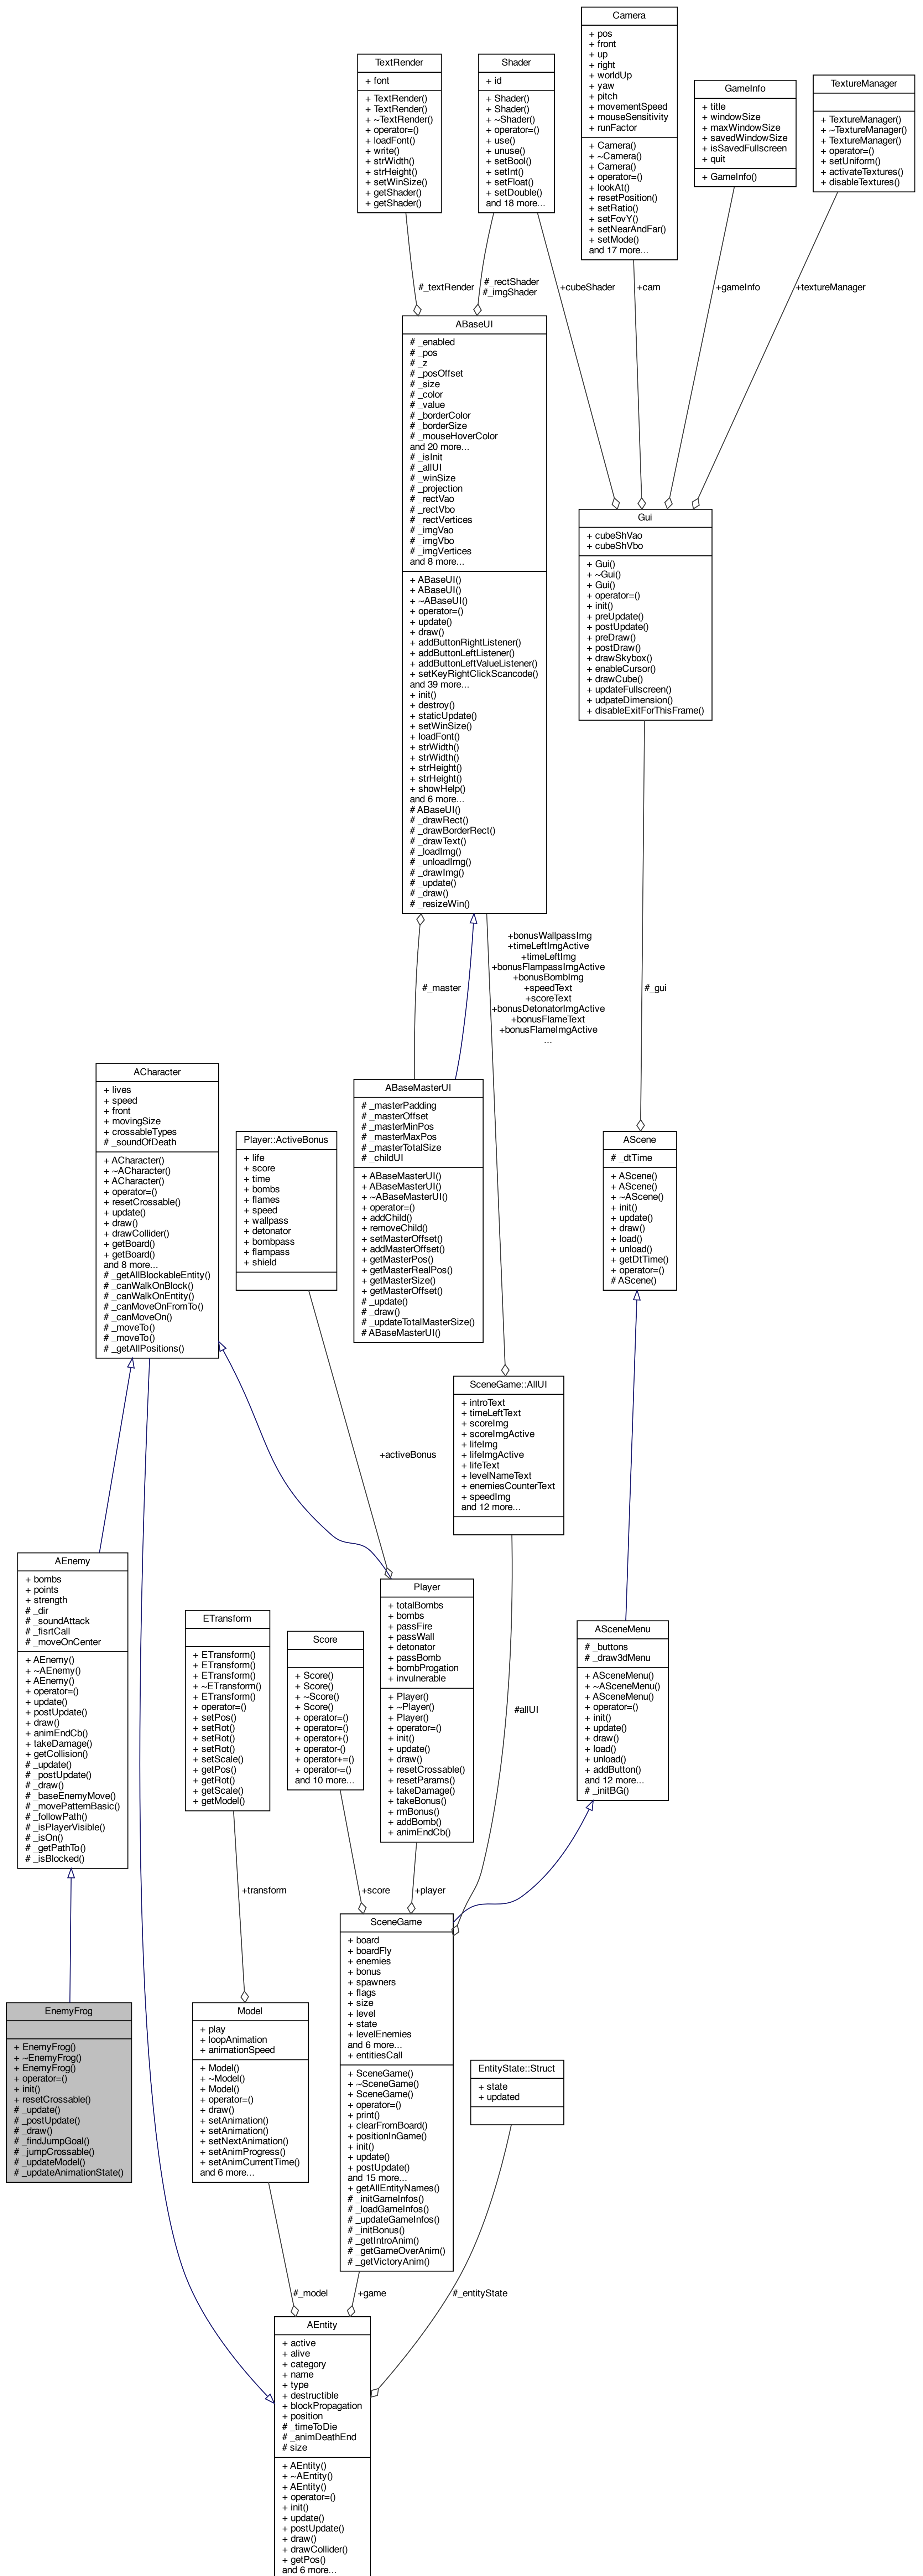 Camera
+ pos
+ front
+ up
+ right
+ worldUp
+ yaw
+ pitch
+ movementSpeed
+ mouseSensitivity
+ runFactor
+ Camera()
+ ~Camera()
+ Camera()
+ operator=()
+ lookAt()
+ resetPosition()
+ setRatio()
+ setFovY()
+ setNearAndFar()
+ setMode()
and 17 more...
TextRender
+ font
+ TextRender()
+ TextRender()
+ ~TextRender()
+ operator=()
+ loadFont()
+ write()
+ strWidth()
+ strHeight()
+ setWinSize()
+ getShader()
+ getShader()
Shader
+ id
+ Shader()
+ Shader()
+ ~Shader()
+ operator=()
+ use()
+ unuse()
+ setBool()
+ setInt()
+ setFloat()
+ setDouble()
and 18 more...
GameInfo
+ title
+ windowSize
+ maxWindowSize
+ savedWindowSize
+ isSavedFullscreen
+ quit
+ GameInfo()
TextureManager
+ TextureManager()
+ ~TextureManager()
+ TextureManager()
+ operator=()
+ setUniform()
+ activateTextures()
+ disableTextures()
#_textRender
#_rectShader
#_imgShader
+cubeShader
+cam
+gameInfo
+textureManager
ABaseUI
# _enabled
# _pos
# _z
# _posOffset
# _size
# _color
# _value
# _borderColor
# _borderSize
# _mouseHoverColor
and 20 more...
# _isInit
# _allUI
# _winSize
# _projection
# _rectVao
# _rectVbo
# _rectVertices
# _imgVao
# _imgVbo
# _imgVertices
and 8 more...
+ ABaseUI()
+ ABaseUI()
+ ~ABaseUI()
+ operator=()
+ update()
+ draw()
+ addButtonRightListener()
+ addButtonLeftListener()
+ addButtonLeftValueListener()
+ setKeyRightClickScancode()
and 39 more...
+ init()
+ destroy()
+ staticUpdate()
+ setWinSize()
+ loadFont()
+ strWidth()
+ strWidth()
+ strHeight()
+ strHeight()
+ showHelp()
and 6 more...
# ABaseUI()
# _drawRect()
# _drawBorderRect()
# _drawText()
# _loadImg()
# _unloadImg()
# _drawImg()
# _update()
# _draw()
# _resizeWin()
Gui
+ cubeShVao
+ cubeShVbo
+ Gui()
+ ~Gui()
+ Gui()
+ operator=()
+ init()
+ preUpdate()
+ postUpdate()
+ preDraw()
+ postDraw()
+ drawSkybox()
+ enableCursor()
+ drawCube()
+ updateFullscreen()
+ udpateDimension()
+ disableExitForThisFrame()
#_master
+bonusWallpassImg
+timeLeftImgActive
+timeLeftImg
+bonusFlampassImgActive
+bonusBombImg
+speedText
+scoreText
+bonusDetonatorImgActive
+bonusFlameText
+bonusFlameImgActive
...
#_gui
ACharacter
+ lives
+ speed
+ front
+ movingSize
+ crossableTypes
# _soundOfDeath
+ ACharacter()
+ ~ACharacter()
+ ACharacter()
+ operator=()
+ resetCrossable()
+ update()
+ draw()
+ drawCollider()
+ getBoard()
+ getBoard()
and 8 more...
# _getAllBlockableEntity()
# _canWalkOnBlock()
# _canWalkOnEntity()
# _canMoveOnFromTo()
# _canMoveOn()
# _moveTo()
# _moveTo()
# _getAllPositions()
Player::ActiveBonus
+ life
+ score
+ time
+ bombs
+ flames
+ speed
+ wallpass
+ detonator
+ bombpass
+ flampass
+ shield
ABaseMasterUI
# _masterPadding
# _masterOffset
# _masterMinPos
# _masterMaxPos
# _masterTotalSize
# _childUI
+ ABaseMasterUI()
+ ABaseMasterUI()
+ ~ABaseMasterUI()
+ operator=()
+ addChild()
+ removeChild()
+ setMasterOffset()
+ addMasterOffset()
+ getMasterPos()
+ getMasterRealPos()
+ getMasterSize()
+ getMasterOffset()
# _update()
# _draw()
# _updateTotalMasterSize()
# ABaseMasterUI()
AScene
# _dtTime
+ AScene()
+ AScene()
+ ~AScene()
+ init()
+ update()
+ draw()
+ load()
+ unload()
+ getDtTime()
+ operator=()
# AScene()
+activeBonus
SceneGame::AllUI
+ introText
+ timeLeftText
+ scoreImg
+ scoreImgActive
+ lifeImg
+ lifeImgActive
+ lifeText
+ levelNameText
+ enemiesCounterText
+ speedImg
and 12 more...
AEnemy
+ bombs
+ points
+ strength
# _dir
# _soundAttack
# _fisrtCall
# _moveOnCenter
+ AEnemy()
+ ~AEnemy()
+ AEnemy()
+ operator=()
+ update()
+ postUpdate()
+ draw()
+ animEndCb()
+ takeDamage()
+ getCollision()
# _update()
# _postUpdate()
# _draw()
# _baseEnemyMove()
# _movePatternBasic()
# _followPath()
# _isPlayerVisible()
# _isOn()
# _getPathTo()
# _isBlocked()
ETransform
+ ETransform()
+ ETransform()
+ ETransform()
+ ~ETransform()
+ ETransform()
+ operator=()
+ setPos()
+ setRot()
+ setRot()
+ setScale()
+ getPos()
+ getRot()
+ getScale()
+ getModel()
Score
+ Score()
+ Score()
+ ~Score()
+ Score()
+ operator=()
+ operator=()
+ operator+()
+ operator-()
+ operator+=()
+ operator-=()
and 10 more...
Player
+ totalBombs
+ bombs
+ passFire
+ passWall
+ detonator
+ passBomb
+ bombProgation
+ invulnerable
+ Player()
+ ~Player()
+ Player()
+ operator=()
+ init()
+ update()
+ draw()
+ resetCrossable()
+ resetParams()
+ takeDamage()
+ takeBonus()
+ rmBonus()
+ addBomb()
+ animEndCb()
#allUI
ASceneMenu
# _buttons
# _draw3dMenu
+ ASceneMenu()
+ ~ASceneMenu()
+ ASceneMenu()
+ operator=()
+ init()
+ update()
+ draw()
+ load()
+ unload()
+ addButton()
and 12 more...
# _initBG()
+transform
+score
+player
EnemyFrog
+ EnemyFrog()
+ ~EnemyFrog()
+ EnemyFrog()
+ operator=()
+ init()
+ resetCrossable()
# _update()
# _postUpdate()
# _draw()
# _findJumpGoal()
# _jumpCrossable()
# _updateModel()
# _updateAnimationState()
Model
+ play
+ loopAnimation
+ animationSpeed
+ Model()
+ ~Model()
+ Model()
+ operator=()
+ draw()
+ setAnimation()
+ setAnimation()
+ setNextAnimation()
+ setAnimProgress()
+ setAnimCurrentTime()
and 6 more...
SceneGame
+ board
+ boardFly
+ enemies
+ bonus
+ spawners
+ flags
+ size
+ level
+ state
+ levelEnemies
and 6 more...
+ entitiesCall
+ SceneGame()
+ ~SceneGame()
+ SceneGame()
+ operator=()
+ print()
+ clearFromBoard()
+ positionInGame()
+ init()
+ update()
+ postUpdate()
and 15 more...
+ getAllEntityNames()
# _initGameInfos()
# _loadGameInfos()
# _updateGameInfos()
# _initBonus()
# _getIntroAnim()
# _getGameOverAnim()
# _getVictoryAnim()
EntityState::Struct
+ state
+ updated
#_model
+game
#_entityState
AEntity
+ active
+ alive
+ category
+ name
+ type
+ destructible
+ blockPropagation
+ position
# _timeToDie
# _animDeathEnd
# size
+ AEntity()
+ ~AEntity()
+ AEntity()
+ operator=()
+ init()
+ update()
+ postUpdate()
+ draw()
+ drawCollider()
+ getPos()
and 6 more...